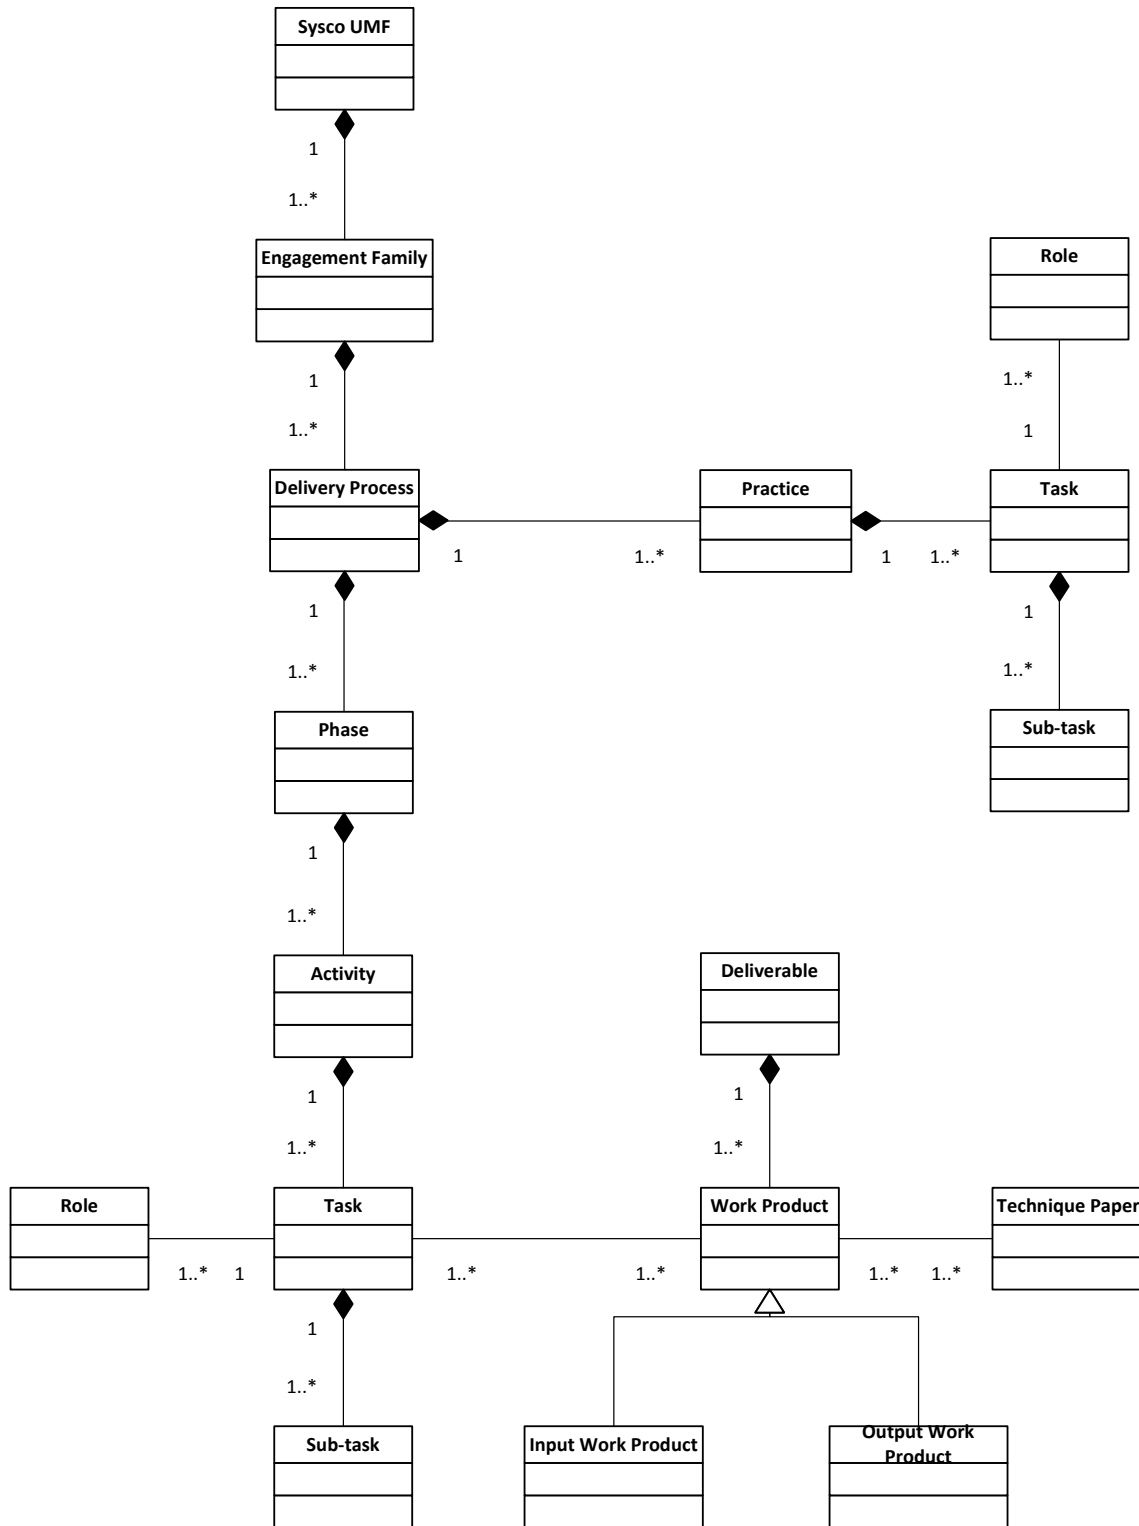 Sysco UMF
1
1..*
Engagement Family
Role
1
1..*
1..*
1
Delivery Process
Practice
Task
1
1..*
1
1..*
1
1
1..*
1..*
Phase
Sub-task
1
1..*
Activity
Deliverable
1
1
1..*
1..*
Role
Task
Work Product
Technique Paper
1..*
1
1..*
1..*
1..*
1..*
1
1..*
Sub-task
Input Work Product
Output Work
Product